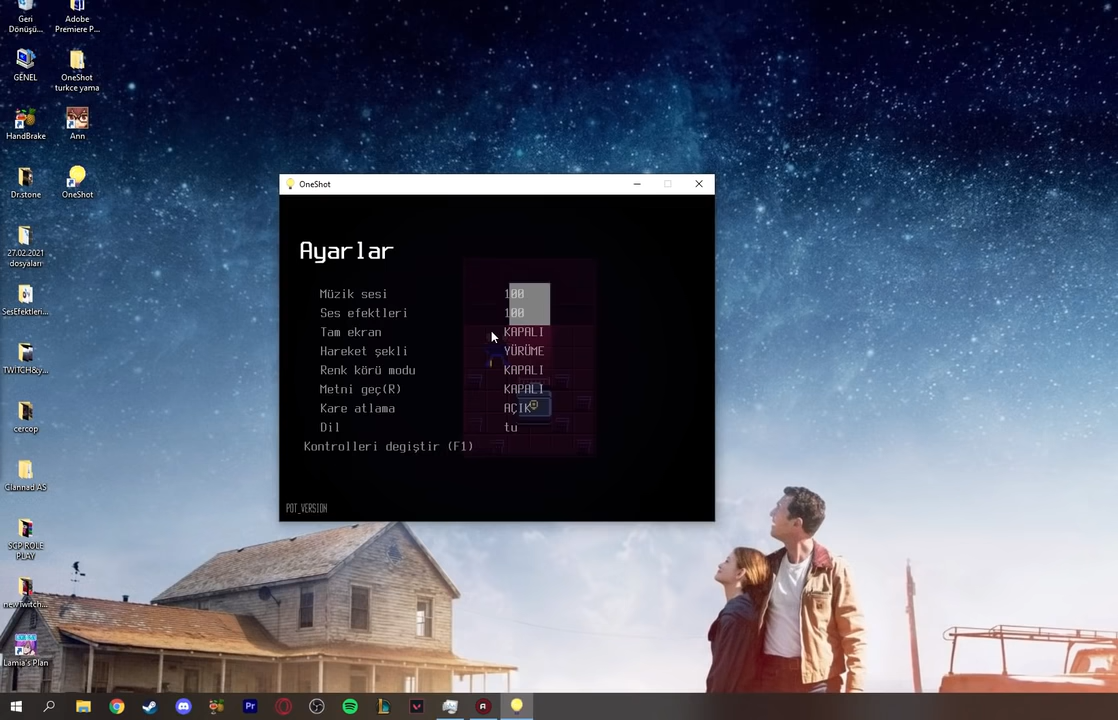 Geri Dönüşü...
Adobe Premiere P...
GENEL
OneShot turkce yama
HandBrake
Ann
Dr.stone
OneShot
27.02.2021 dosyaları
SesEfektleri...
TWITCH&y...
cercop
Clannad AS
SCP ROLE PLAY
newTwitch...
Lamia's Plan
OneShot
Ayarlar
Müzik sesi 100
Ses efektleri 100
Tam ekran KAPALI
Hareket şekli YÜRÜME
Renk körü modu KAPALI
Metni geç(R) KAPALI
Kare atlama AÇIK
Dil tu
Kontrolleri degiştir (F1)
POT_VERSION
Pr